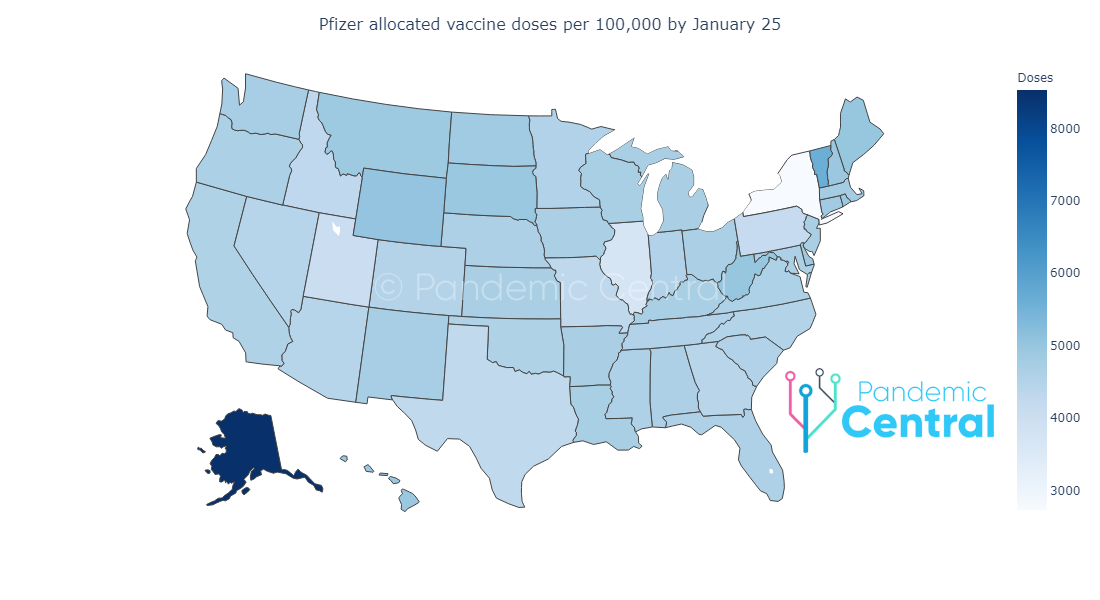 Pfizer allocated vaccine doses per 100,000 by January 25
Doses
8000
7000
6000
5000
4000
3000
© Pandemic Central
Pandemic
Central